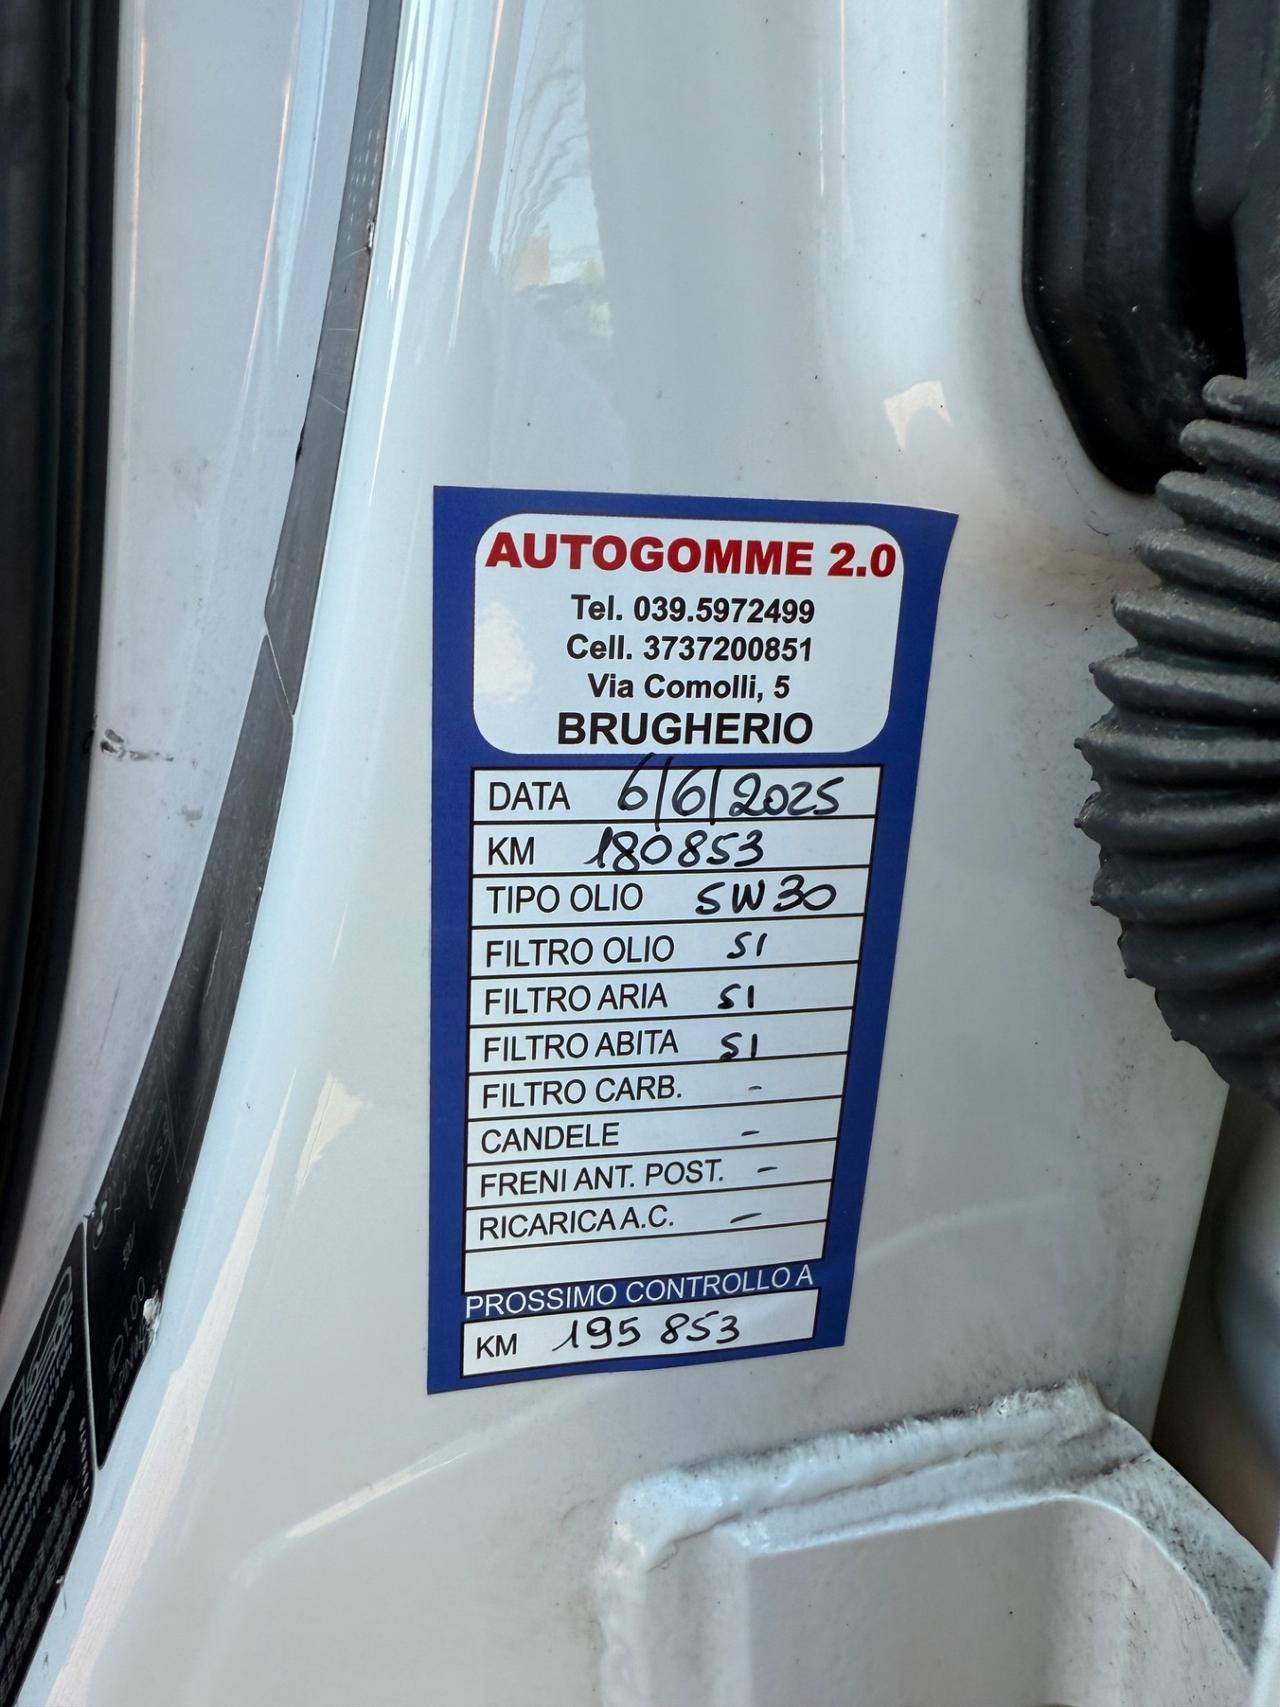 AUTOGOMME 2.0
Tel. 039.5972499
Cell. 3737200851
Via Comolli, 5
BRUGHERIO
DATA 6/6/2025
KM 180853
TIPO OLIO 5W30
FILTRO OLIO SI
FILTRO ARIA SI
FILTRO ABITA SI
FILTRO CARB. -
CANDELE -
FRENI ANT. POST. -
RICARICA A.C. -
PROSSIMO CONTROLLO A
KM 195 853